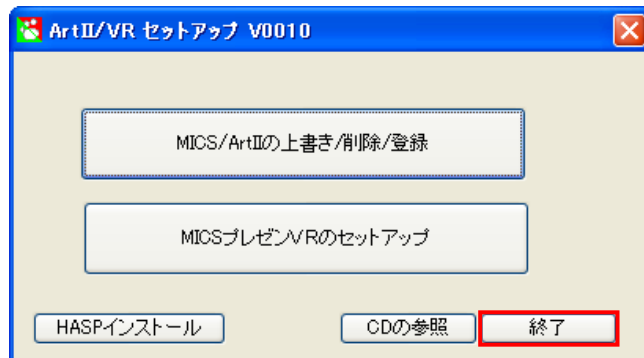 ArtⅡ/VR セットアップ V0010
MICS/ArtⅡの上書き/削除/登録
MICSプレゼンVRのセットアップ
HASPインストール
CDの参照
終了